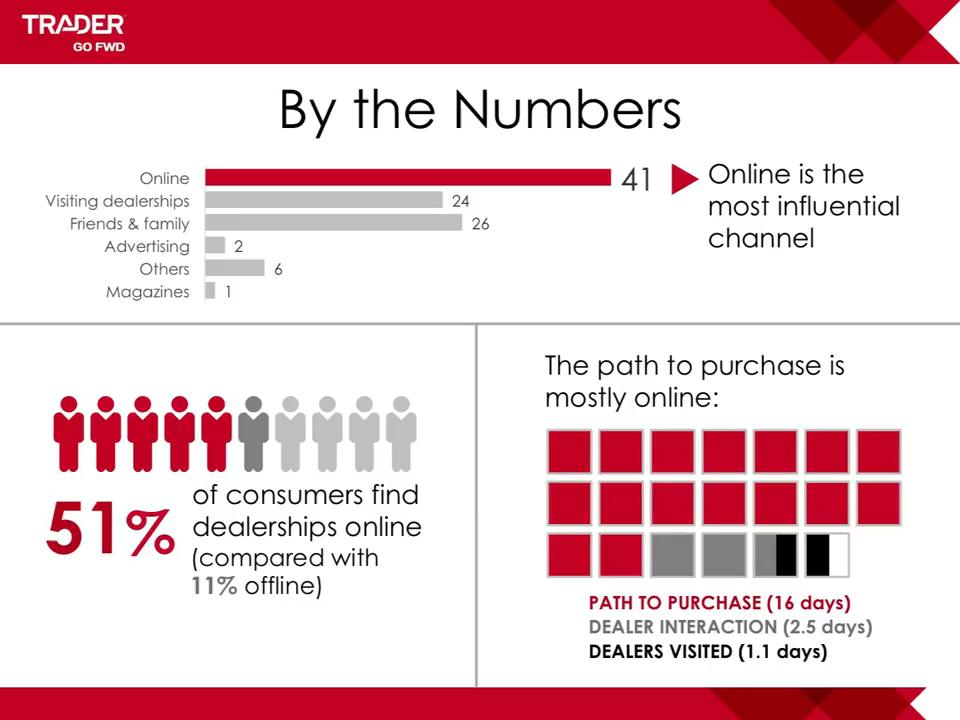 TRADER
GO FWD
By the Numbers
Online 41
Visiting dealerships 24
Friends & family 26
Advertising 2
Others 6
Magazines 1
Online is the
most influential
channel
51%
of consumers find
dealerships online
(compared with
11% offline)
The path to purchase is
mostly online:
PATH TO PURCHASE (16 days)
DEALER INTERACTION (2.5 days)
DEALERS VISITED (1.1 days)